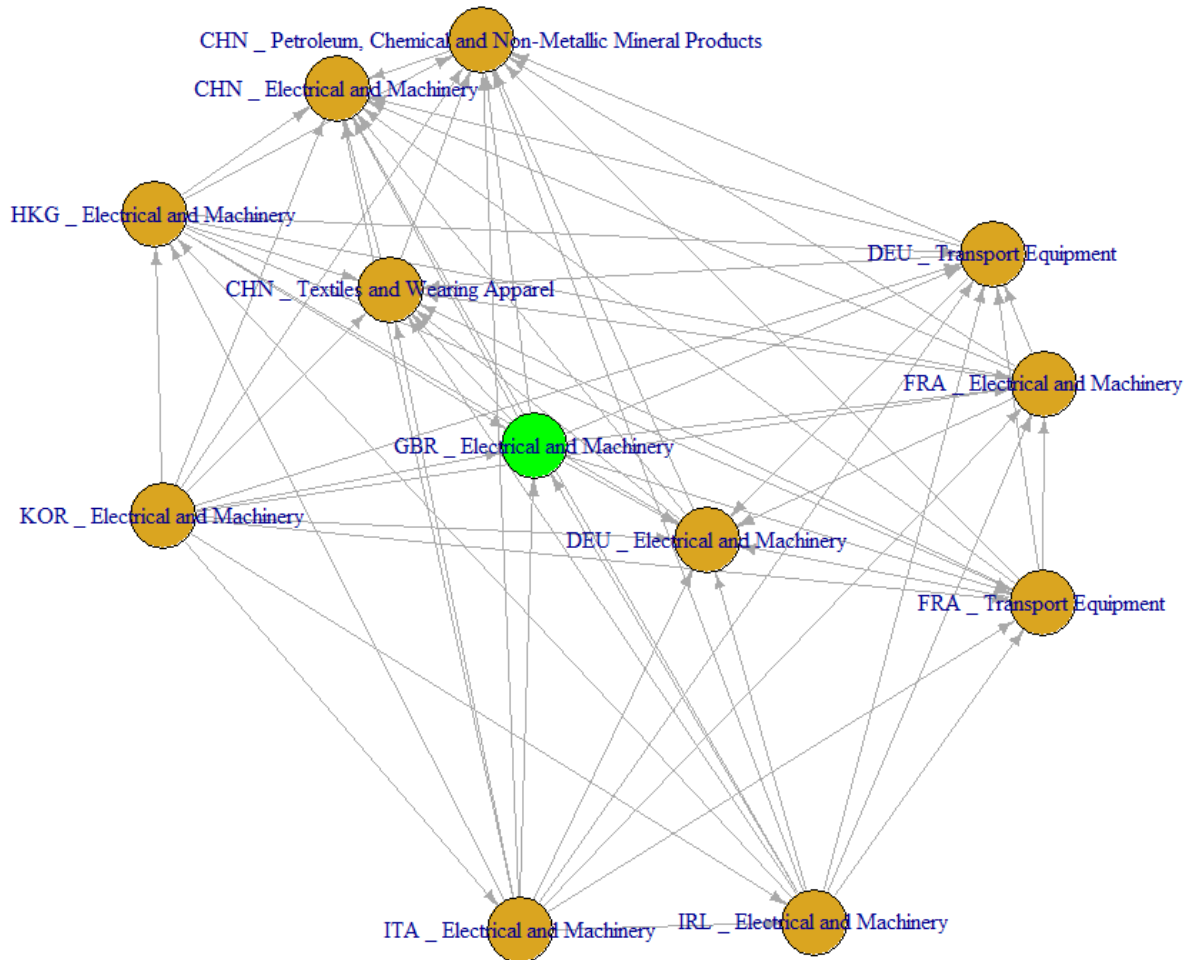 CHN _ Petroleum, Chemical and Non-Metallic Mineral Products
CHN _ Electrical and Machinery
HKG _ Electrical and Machinery
DEU _ Transport Equipment
CHN _ Textiles and Wearing Apparel
FRA _ Electrical and Machinery
GBR _ Electrical and Machinery
KOR _ Electrical and Machinery
DEU _ Electrical and Machinery
FRA _ Transport Equipment
ITA _ Electrical and Machinery
IRL _ Electrical and Machinery